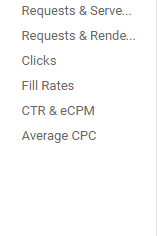 Requests & Serve...
Requests & Rende...
Clicks
Fill Rates
CTR & eCPM
Average CPC